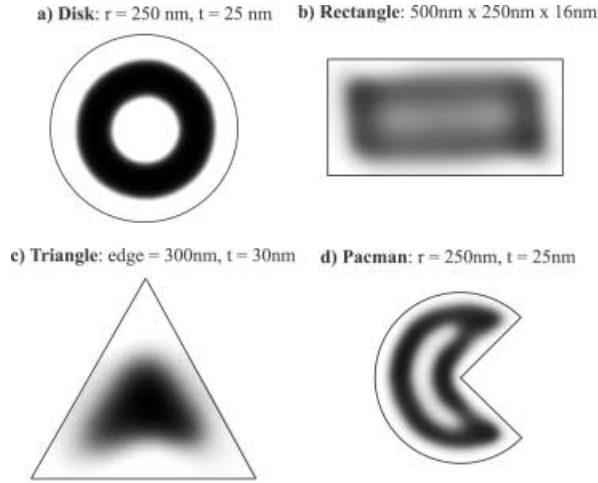 a) Disk: r = 250 nm, t = 25 nm
b) Rectangle: 500nm x 250nm x 16nm
c) Triangle: edge = 300nm, t = 30nm
d) Pacman: r = 250nm, t = 25nm